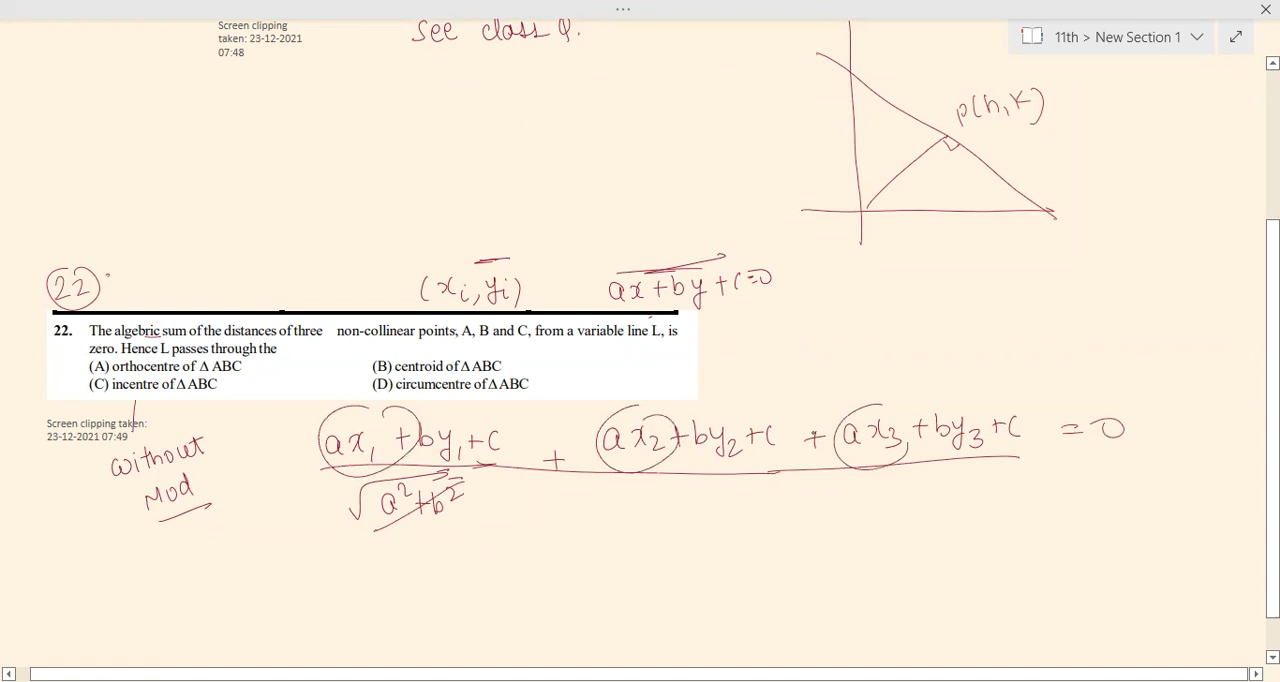 ...
Screen clipping
taken: 23-12-2021
07:48
See class Q.
11th > New Section 1
P(h,K)
22
(xi, yi)
ax+by+c=0
22. The algebric sum of the distances of three non-collinear points, A, B and C, from a variable line L, is
zero. Hence L passes through the
(A) orthocentre of Δ ABC (B) centroid of Δ ABC
(C) incentre of Δ ABC (D) circumcentre of Δ ABC
Screen clipping taken:
23-12-2021 07:49
without
Mod
ax₁ + by₁ + c + ax₂ + by₂ + c + ax₃ + by₃ + c = 0
√a²+b²